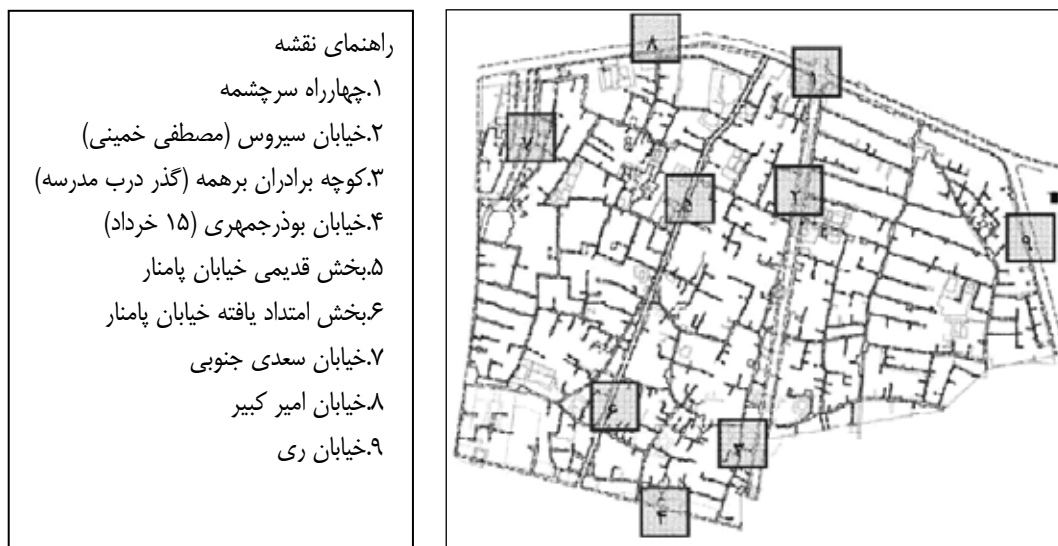 راهنمای نقشه
۱.چهارراه سرچشمه
۲.خیابان سیروس (مصطفی خمینی)
۳.کوچه برادران برهمه (گذر درب مدرسه)
۴.خیابان بوذرجمهری (۱۵ خرداد)
۵.بخش قدیمی خیابان پامنار
۶.بخش امتداد یافته خیابان پامنار
۷.خیابان سعدی جنوبی
۸.خیابان امیر کبیر
۹.خیابان ری
۸
۱
۷
۵
۲
۹
۶
۳
۴